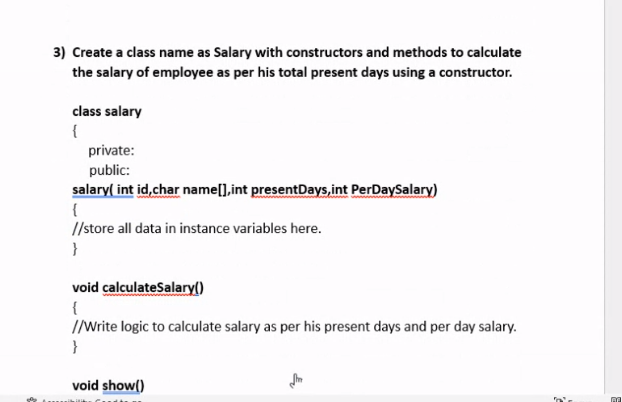 3) Create a class name as Salary with constructors and methods to calculate
the salary of employee as per his total present days using a constructor.
class salary
{
private:
public:
salary( int id,char name[],int presentDays,int PerDaySalary)
{
//store all data in instance variables here.
}
void calculateSalary()
{
//Write logic to calculate salary as per his present days and per day salary.
}
void show()